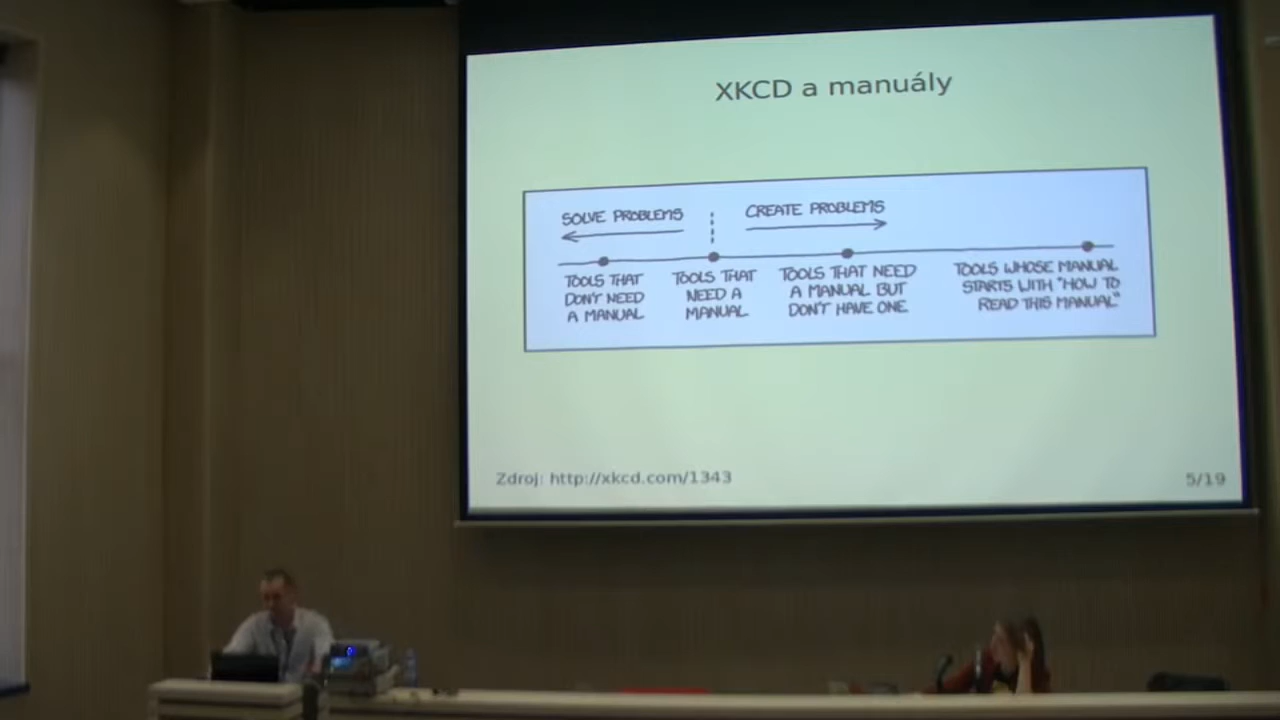 XKCD a manuály
SOLVE PROBLEMS
CREATE PROBLEMS
TOOLS THAT
DON'T NEED
A MANUAL
TOOLS THAT
NEED A
MANUAL
TOOLS THAT NEED
A MANUAL BUT
DON'T HAVE ONE
TOOLS WHOSE MANUAL
STARTS WITH "HOW TO
READ THIS MANUAL"
Zdroj: http://xkcd.com/1343
5/19